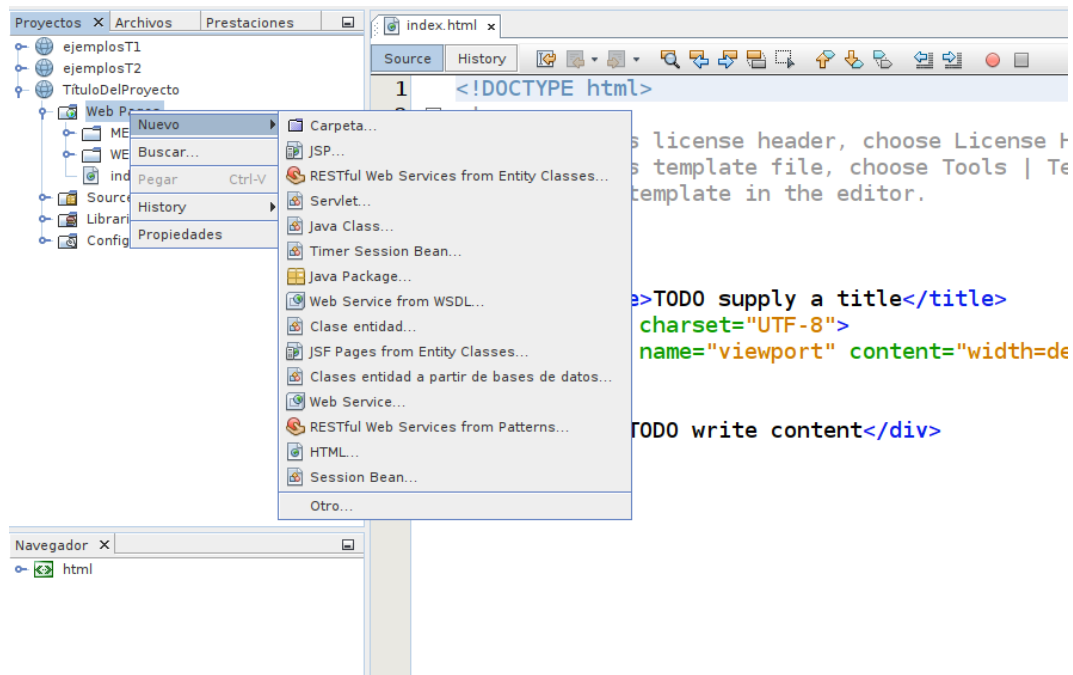 Proyectos Archivos Prestaciones
ejemplosT1
ejemplosT2
TítuloDelProyecto
Web Pages
ME
WE
ind
Source
Librari
Config
Nuevo
Buscar...
Pegar Ctrl-V
History
Propiedades
Carpeta...
JSP...
RESTful Web Services from Entity Classes...
Servlet...
Java Class...
Timer Session Bean...
Java Package...
Web Service from WSDL...
Clase entidad...
JSF Pages from Entity Classes...
Clases entidad a partir de bases de datos...
Web Service...
RESTful Web Services from Patterns...
HTML...
Session Bean...
Otro...
Navegador
html
index.html
Source History
1 <!DOCTYPE html>
s license header, choose License H
s template file, choose Tools | Te
template in the editor.
e>TODO supply a title</title>
charset="UTF-8">
name="viewport" content="width=de
TODO write content</div>